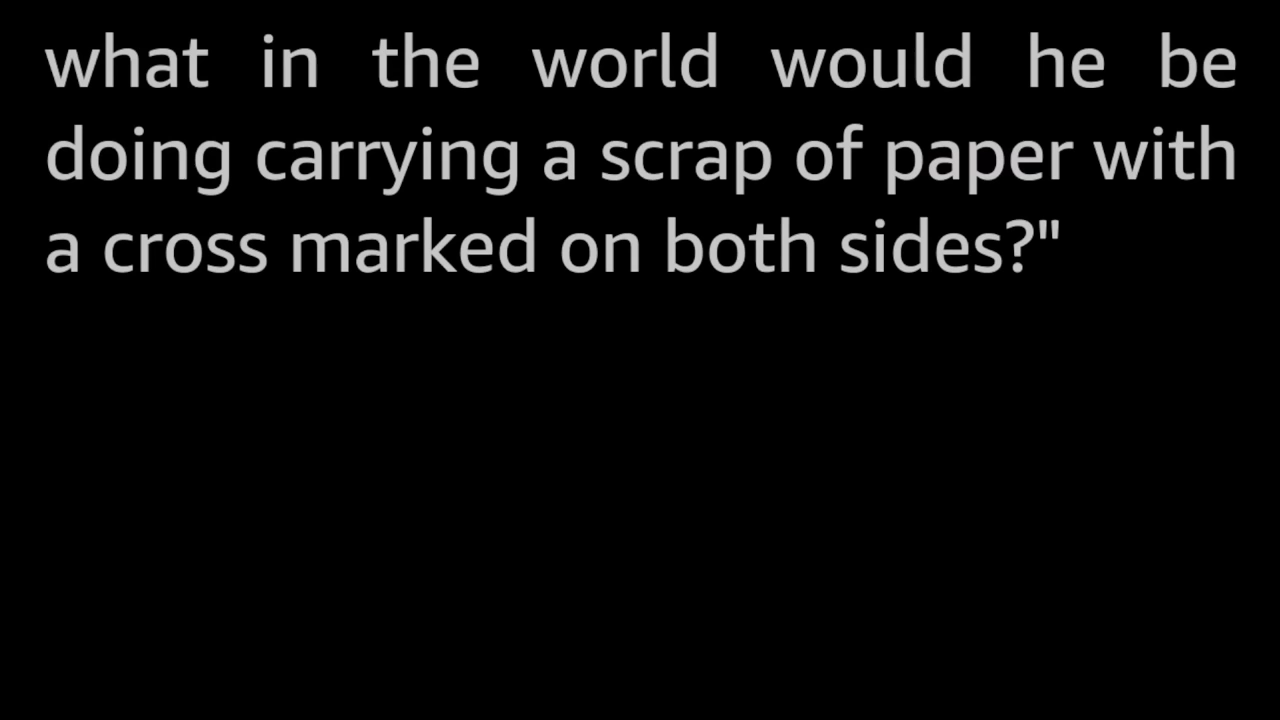 what in the world would he be
doing carrying a scrap of paper with
a cross marked on both sides?"